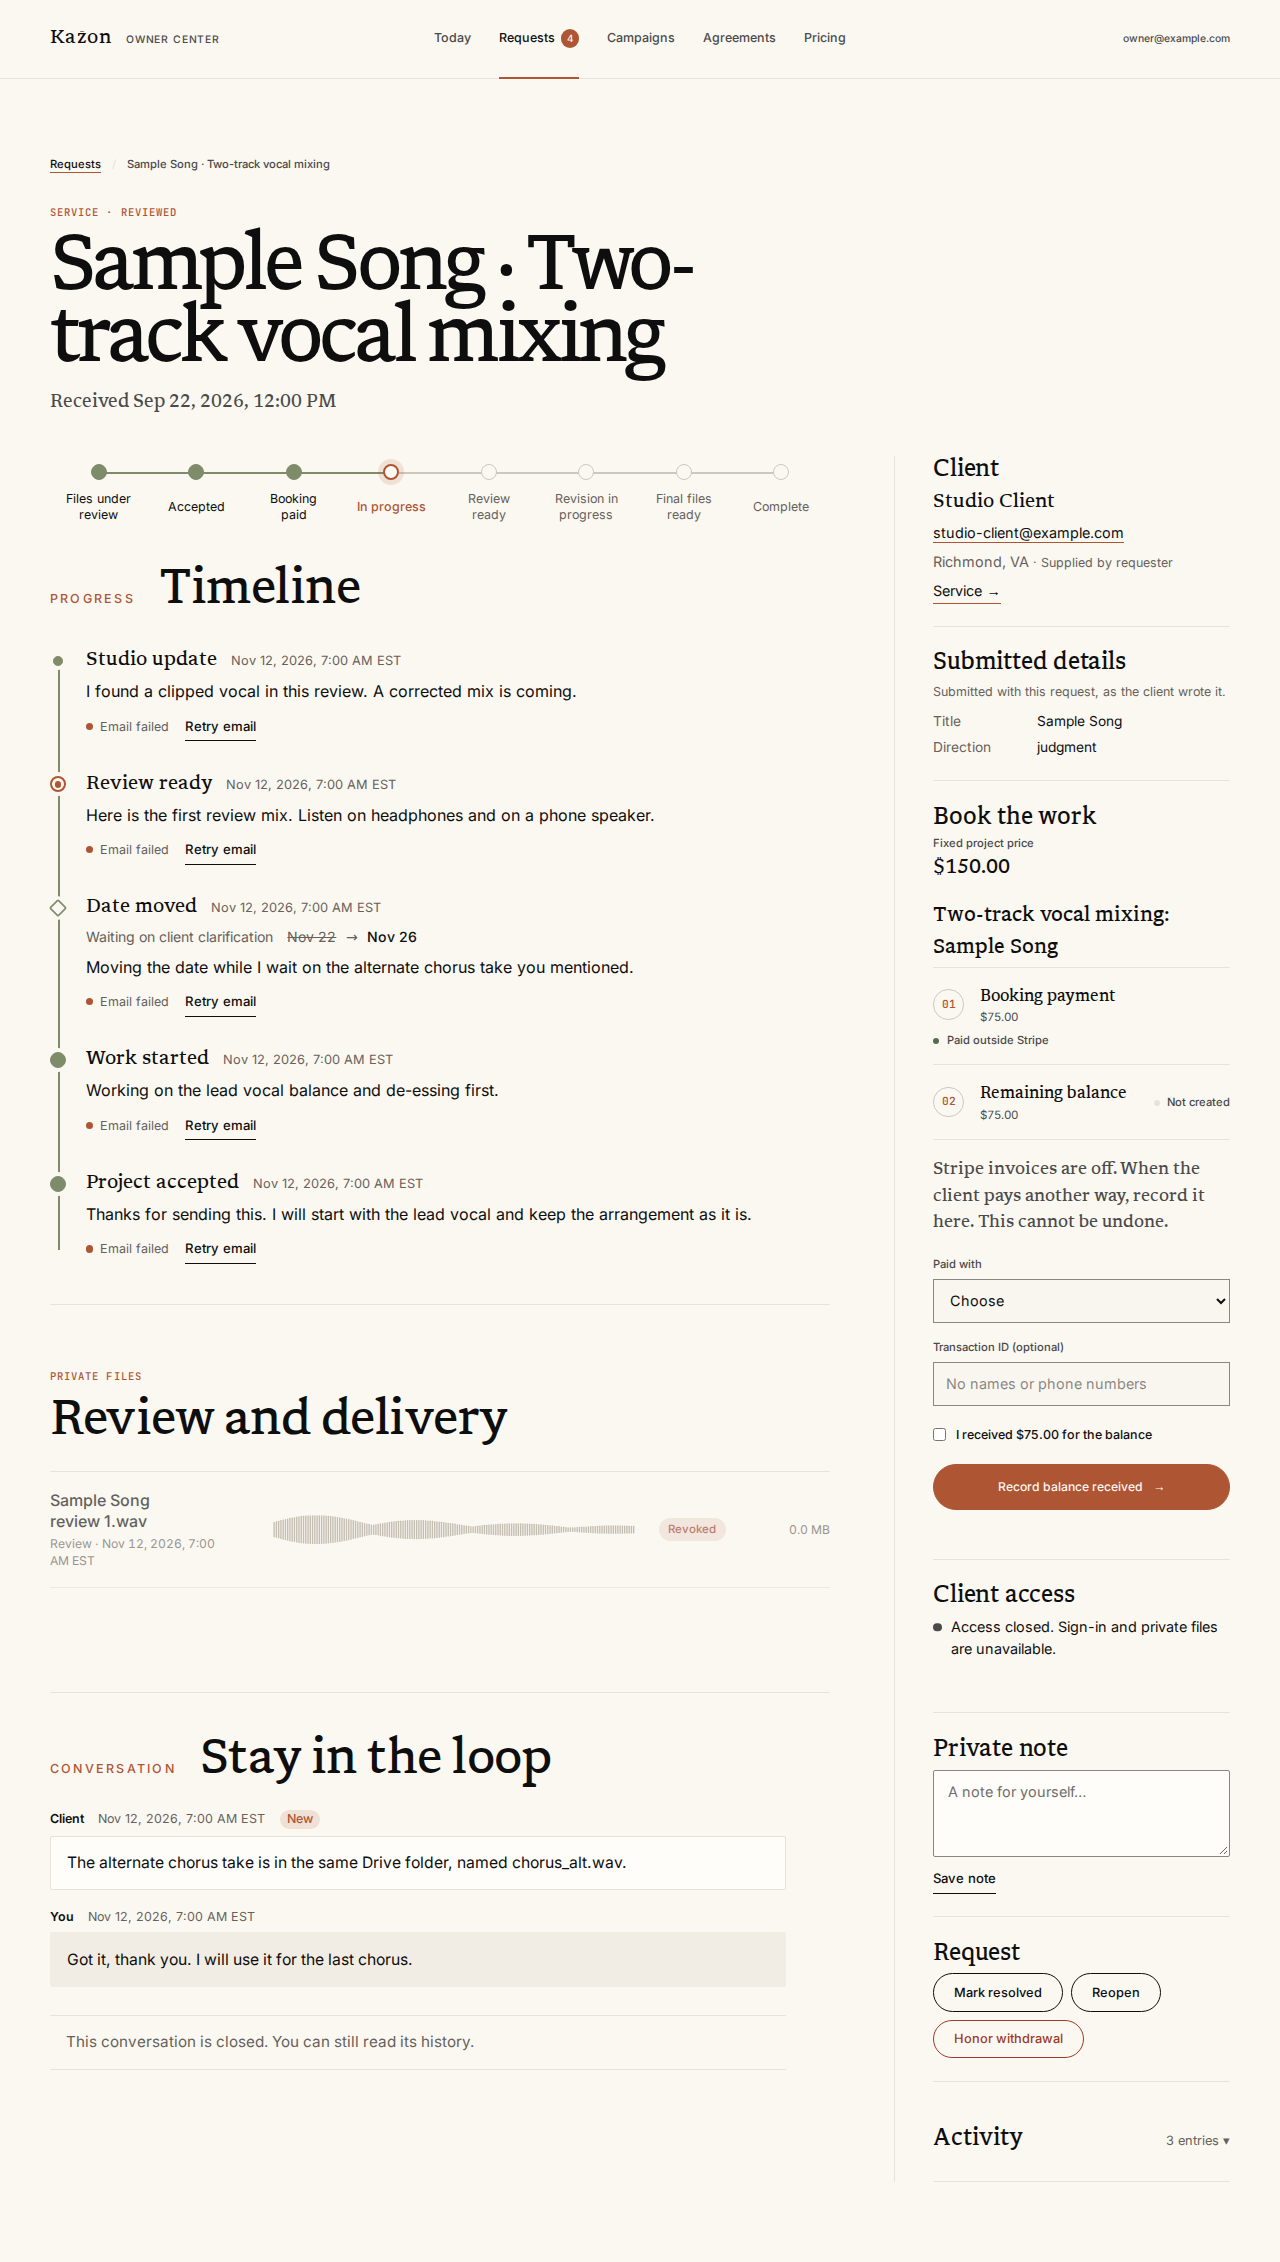 Kažon OWNER CENTER
Today Requests 4 Campaigns Agreements Pricing
owner@example.com
Requests / Sample Song · Two-track vocal mixing
SERVICE · REVIEWED
Sample Song · Two-
track vocal mixing
Received Sep 22, 2026, 12:00 PM
Files under
review
Accepted
Booking
paid
In progress
Review
ready
Revision in
progress
Final files
ready
Complete
PROGRESS Timeline
Studio update Nov 12, 2026, 7:00 AM EST
I found a clipped vocal in this review. A corrected mix is coming.
Email failed Retry email
Review ready Nov 12, 2026, 7:00 AM EST
Here is the first review mix. Listen on headphones and on a phone speaker.
Email failed Retry email
Date moved Nov 12, 2026, 7:00 AM EST
Waiting on client clarification Nov 22 → Nov 26
Moving the date while I wait on the alternate chorus take you mentioned.
Email failed Retry email
Work started Nov 12, 2026, 7:00 AM EST
Working on the lead vocal balance and de-essing first.
Email failed Retry email
Project accepted Nov 12, 2026, 7:00 AM EST
Thanks for sending this. I will start with the lead vocal and keep the arrangement as it is.
Email failed Retry email
PRIVATE FILES
Review and delivery
Sample Song
review 1.wav
Review · Nov 12, 2026, 7:00
AM EST
Revoked
0.0 MB
CONVERSATION Stay in the loop
Client Nov 12, 2026, 7:00 AM EST New
The alternate chorus take is in the same Drive folder, named chorus_alt.wav.
You Nov 12, 2026, 7:00 AM EST
Got it, thank you. I will use it for the last chorus.
This conversation is closed. You can still read its history.
Client
Studio Client
studio-client@example.com
Richmond, VA · Supplied by requester
Service →
Submitted details
Submitted with this request, as the client wrote it.
Title Sample Song
Direction judgment
Book the work
Fixed project price
$150.00
Two-track vocal mixing:
Sample Song
01 Booking payment
$75.00
Paid outside Stripe
02 Remaining balance
$75.00
Not created
Stripe invoices are off. When the
client pays another way, record it
here. This cannot be undone.
Paid with
Choose
Transaction ID (optional)
No names or phone numbers
I received $75.00 for the balance
Record balance received →
Client access
Access closed. Sign-in and private files
are unavailable.
Private note
A note for yourself…
Save note
Request
Mark resolved Reopen
Honor withdrawal
Activity 3 entries ▾